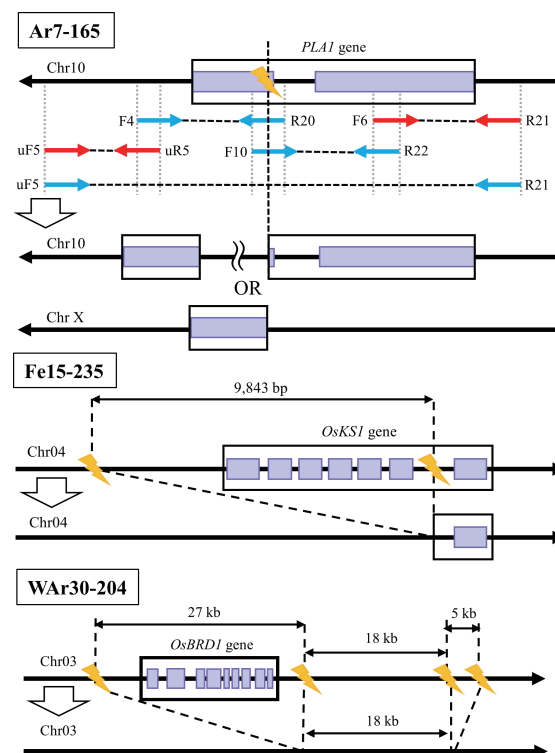 Ar7-165
PLA1 gene
Chr10
F4 R20 F6 R21
uF5 uR5 F10 R22
uF5 R21
Chr10
OR
Chr X
Fe15-235
9,843 bp
OsKS1 gene
Chr04
Chr04
WAr30-204
27 kb 5 kb
OsBRD1 gene 18 kb
Chr03
Chr03 18 kb